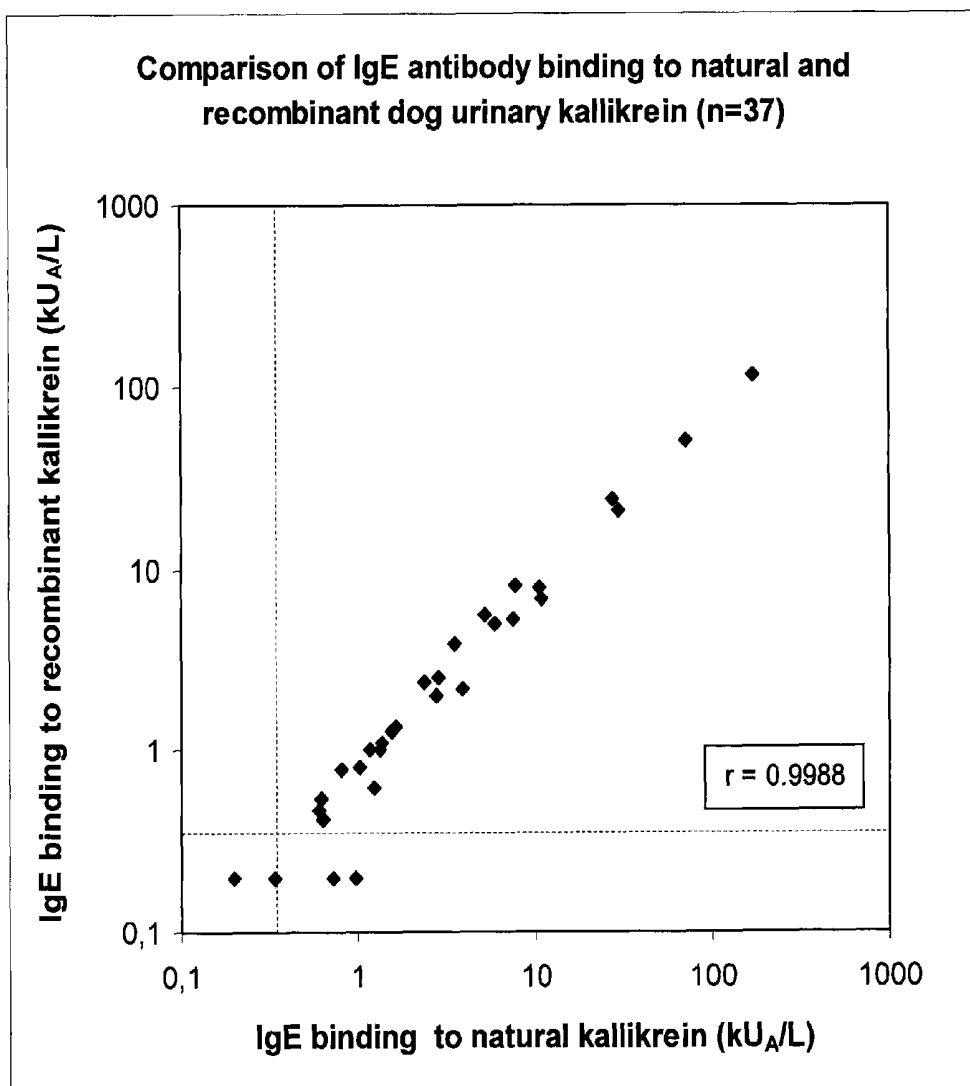 Comparison of IgE antibody binding to natural and
recombinant dog urinary kallikrein (n=37)
IgE binding to recombinant kallikrein (kUA/L)
1000
100
10
1
0,1
r = 0.9988
0,1 1 10 100 1000
IgE binding to natural kallikrein (kUA/L)